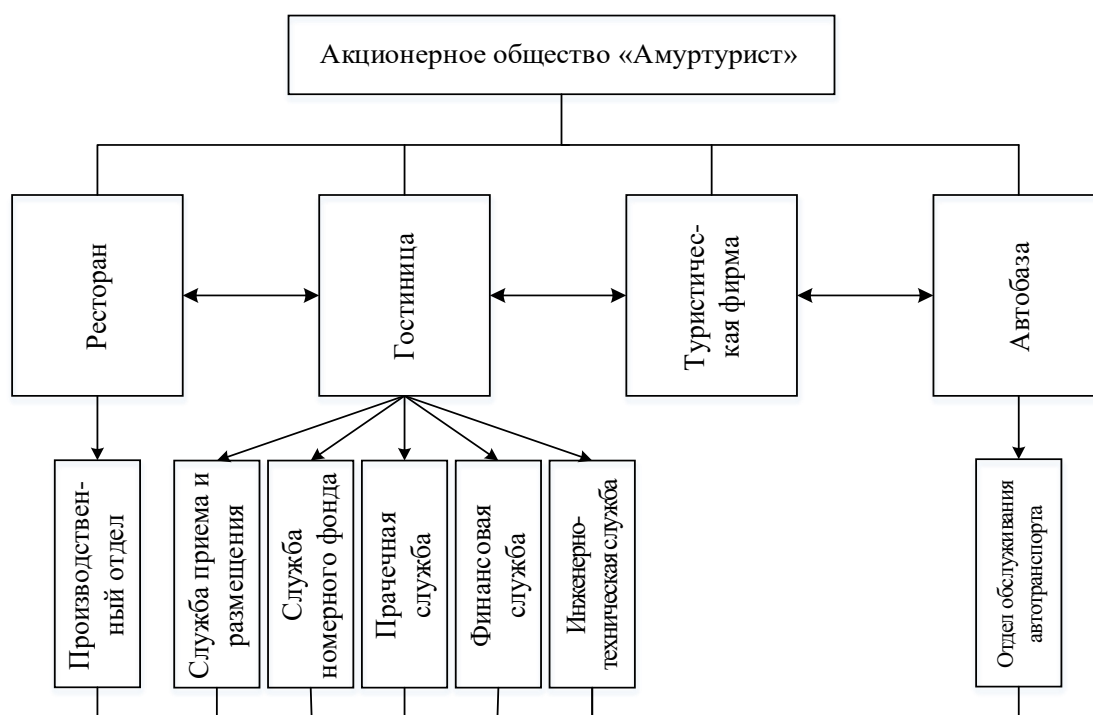 Акционерное общество «Амуртурист»
Ресторан
Гостиница
Туристичес-
кая фирма
Автобаза
Производствен-
ный отдел
Служба приема и
размещения
Служба
номерного фонда
Прачечная
служба
Финансовая
служба
Инженерно-
техническая служба
Отдел обслуживания
автотранспорта